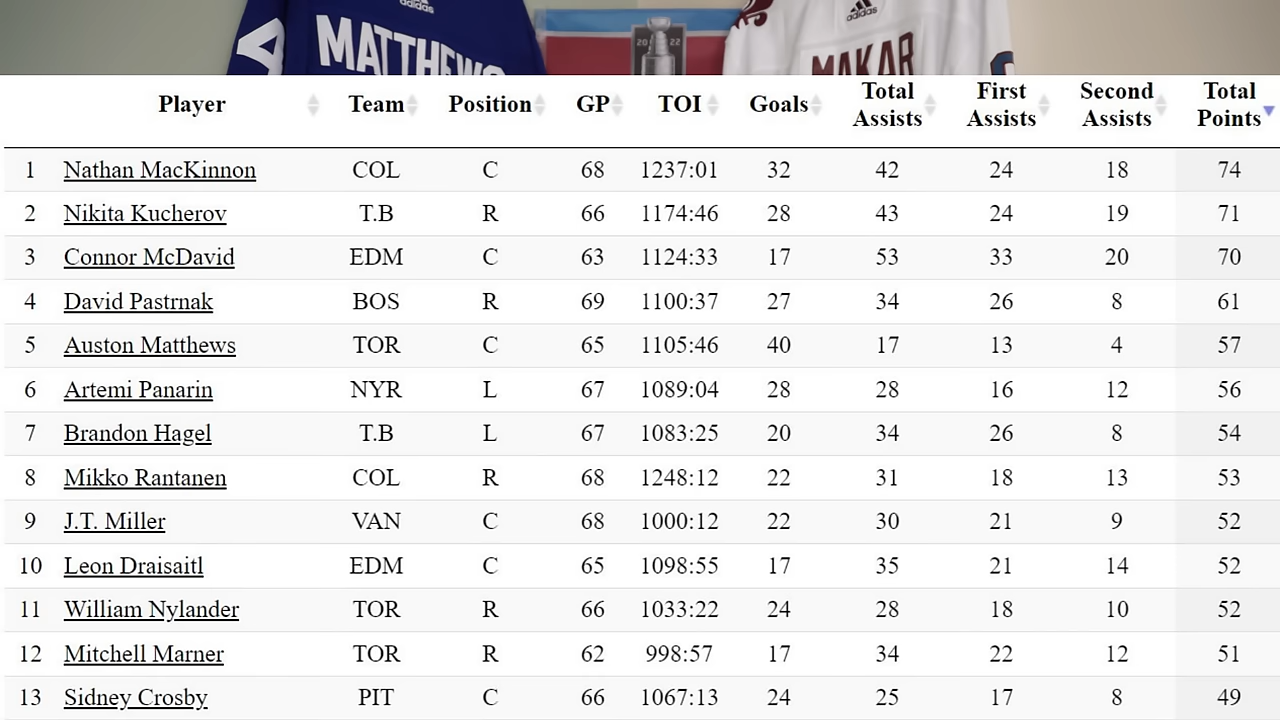 adidas
adidas
MATTHEWS
2022
MAKAR
Player Team Position GP TOI Goals Total Assists First Assists Second Assists Total Points
1 Nathan MacKinnon COL C 68 1237:01 32 42 24 18 74
2 Nikita Kucherov T.B R 66 1174:46 28 43 24 19 71
3 Connor McDavid EDM C 63 1124:33 17 53 33 20 70
4 David Pastrnak BOS R 69 1100:37 27 34 26 8 61
5 Auston Matthews TOR C 65 1105:46 40 17 13 4 57
6 Artemi Panarin NYR L 67 1089:04 28 28 16 12 56
7 Brandon Hagel T.B L 67 1083:25 20 34 26 8 54
8 Mikko Rantanen COL R 68 1248:12 22 31 18 13 53
9 J.T. Miller VAN C 68 1000:12 22 30 21 9 52
10 Leon Draisaitl EDM C 65 1098:55 17 35 21 14 52
11 William Nylander TOR R 66 1033:22 24 28 18 10 52
12 Mitchell Marner TOR R 62 998:57 17 34 22 12 51
13 Sidney Crosby PIT C 66 1067:13 24 25 17 8 49